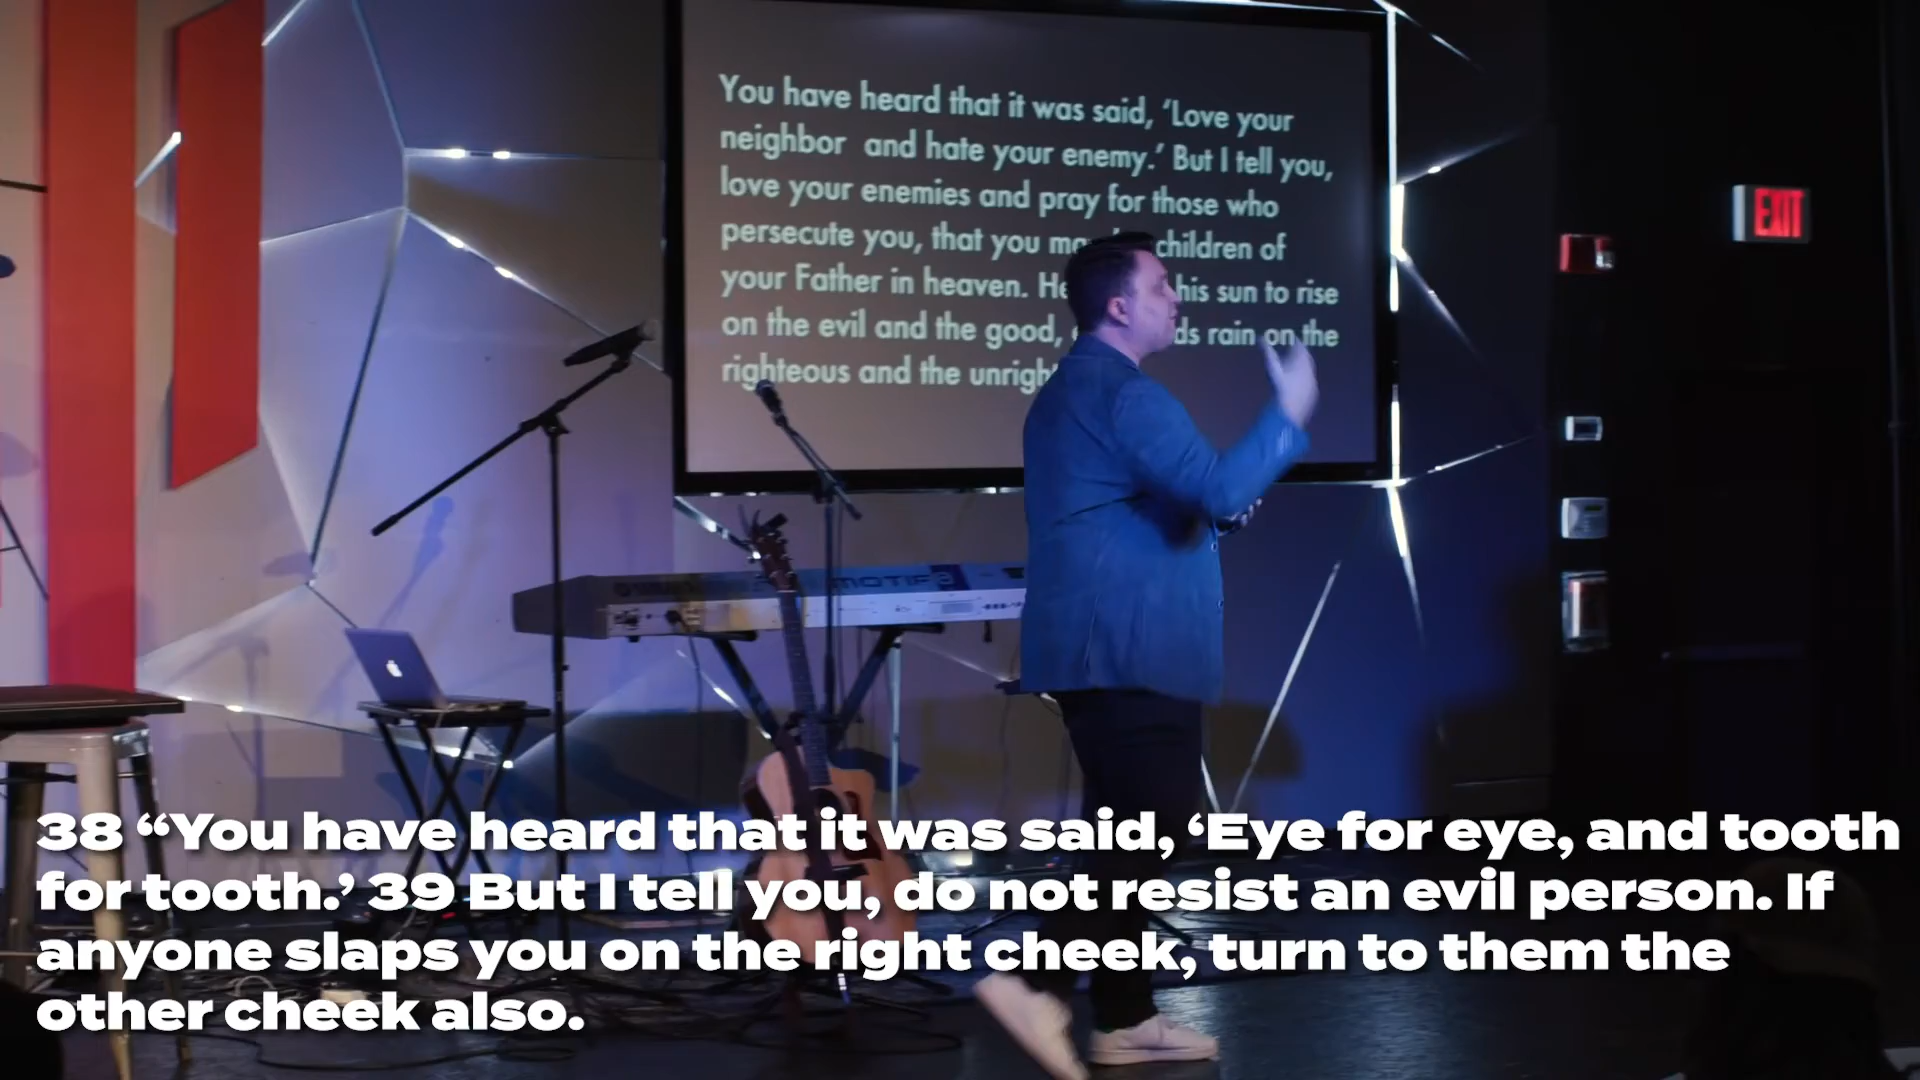 You have heard that it was said, ‘Love your
neighbor and hate your enemy.’ But I tell you,
love your enemies and pray for those who
persecute you, that you children of
your Father in heaven. his sun to rise
on the evil and the good, rain on the
righteous and the
EXIT
MOTIF
38 “You have heard that it was said, ‘Eye for eye, and tooth
for tooth.’ 39 But I tell you, do not resist an evil person. If
anyone slaps you on the right cheek, turn to them the
other cheek also.